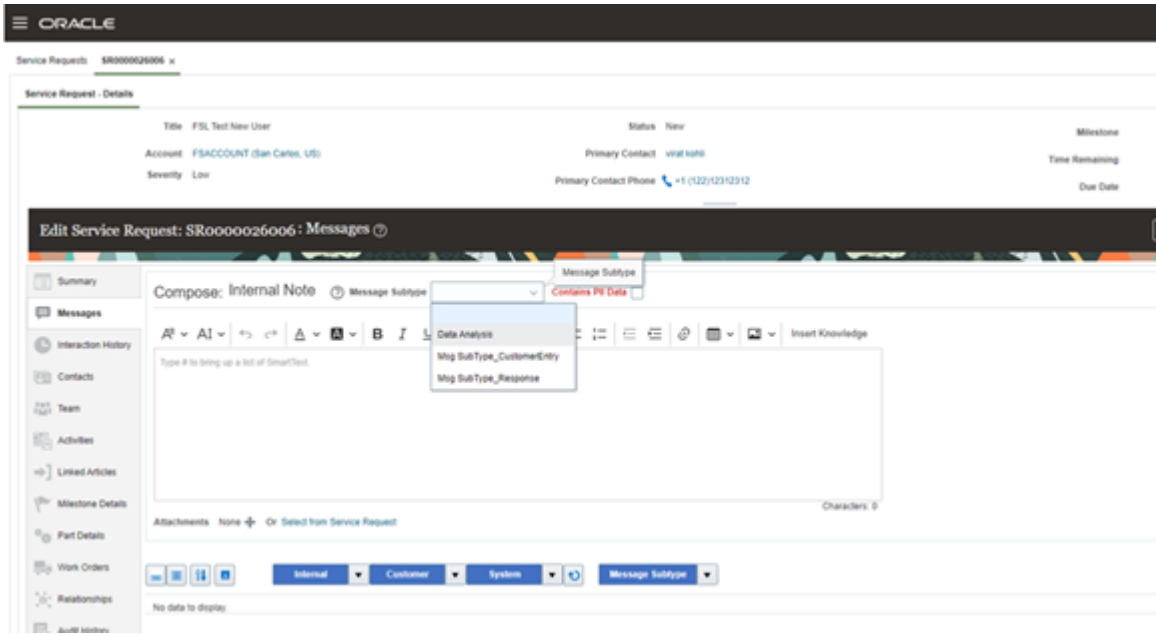 ORACLE
Service Requests SR0000026006 ×
Service Request - Details
Title FSL Test New User Status New Milestone
Account FSACCOUNT (San Carlos, US) Primary Contact virat kohli Time Remaining
Severity Low Primary Contact Phone +1 (122)12312312 Due Date
Edit Service Request: SR0000026006 : Messages ?
Summary
Message Subtype
Compose: Internal Note ? Message Subtype Contains PII Data
Messages
Data Analysis
B I U Insert Knowledge
Interaction History
Type # to bring up a list of SmartText.
Msg SubType_CustomerEntry
Contacts
Msg SubType_Response
Team
Activities
Linked Articles
Milestone Details
Characters: 0
Attachments None Or Select from Service Request
Part Details
Work Orders
Internal Customer System Message Subtype
Relationships
No data to display.
Audit History